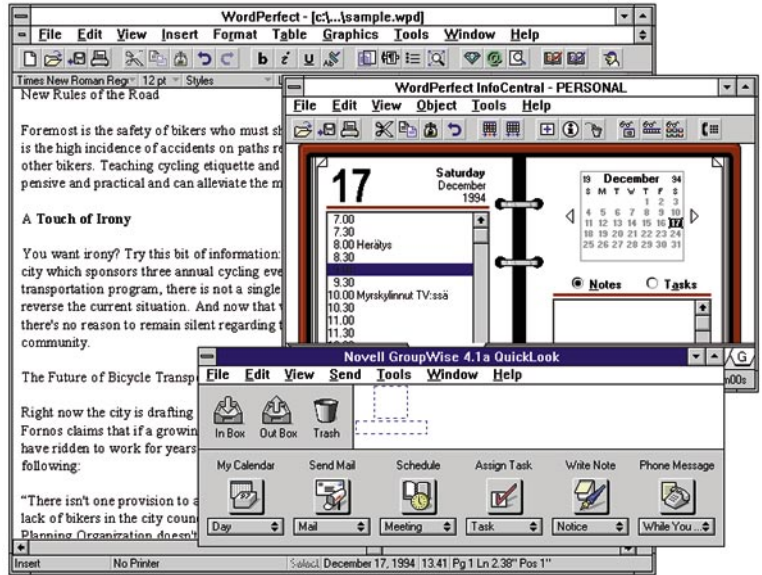 WordPerfect - [c:\...\sample.wpd]
File Edit View Insert Format Table Graphics Tools Window Help
b i u
Times New Roman Reg 12 pt Styles
New Rules of the Road
Foremost is the safety of bikers who must
is the high incidence of accidents on paths
other bikers. Teaching cycling etiquette and
pensive and practical and can alleviate the
A Touch of Irony
You want irony? Try this bit of information:
city which sponsors three annual cycling
transportation program, there is not a single
reverse the current situation. And now that
there's no reason to remain silent regarding
community.
The Future of Bicycle
Right now the city is drafting
Fornos claims that if a growing
have ridden to work for years
following:
"There isn't one provision to
lack of bikers in the city
Planning Organization doesn't
Insert No Printer Select December 17, 1994 13.41 Pg 1 Ln 2.38" Pos 1"
WordPerfect InfoCentral - PERSONAL
File Edit View Object Tools Help
17 Saturday
December
1994
7.00
7.30
8.00 Herätys
8.30
9.30
10.00 Myrskylinnut TV:ssä
10.30
11.00
11.30
19 December 94
S M T W T F S
1 2 3
4 5 6 7 8 9 10
11 12 13 14 15 16 17
18 19 20 21 22 23 24
25 26 27 28 29 30 31
Notes Tasks
G
Novell GroupWise 4.1a QuickLook
File Edit View Send Tools Window Help
In Box Out Box Trash
My Calendar Send Mail Schedule Assign Task Write Note Phone Message
Day Mail Meeting Task Notice While You ...